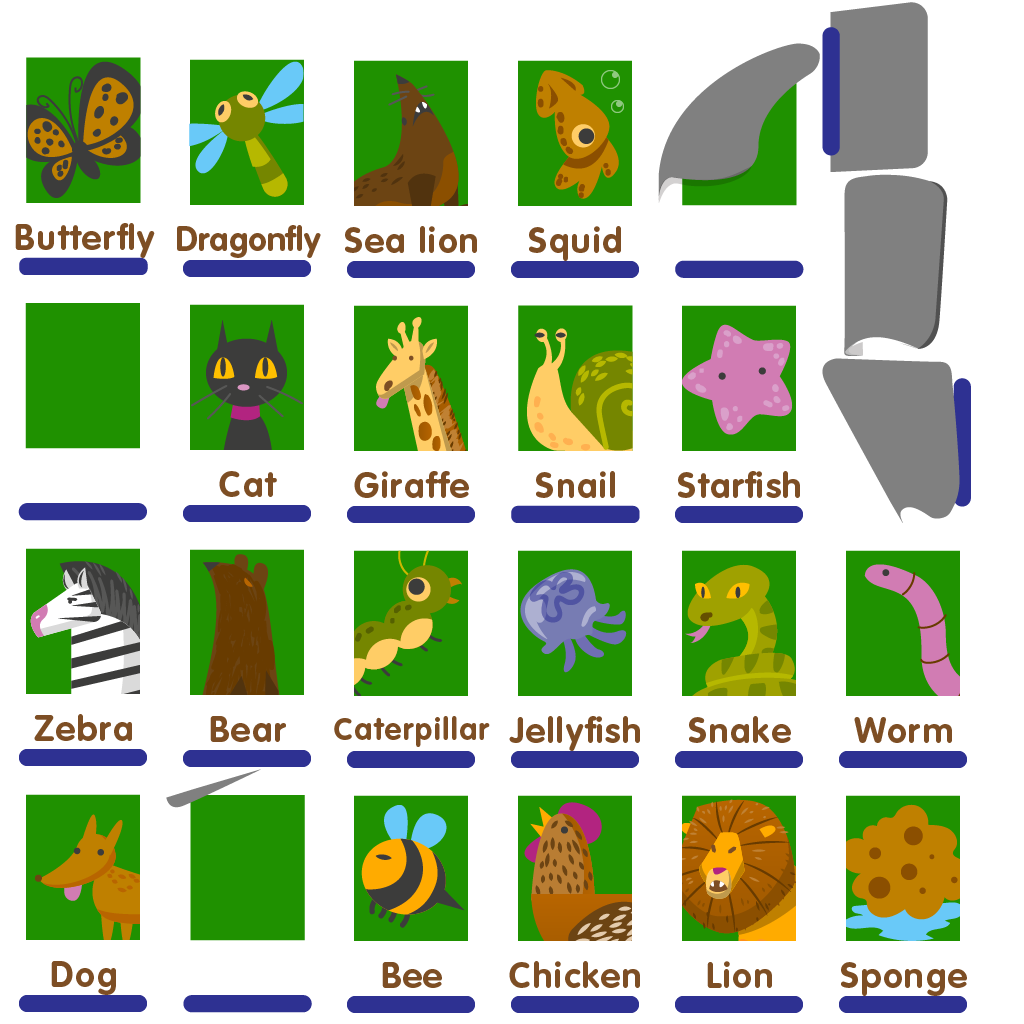 Butterfly
Dragonfly
Sea lion
Squid
Cat
Giraffe
Snail
Starfish
Zebra
Bear
Caterpillar
Jellyfish
Snake
Worm
Dog
Bee
Chicken
Lion
Sponge